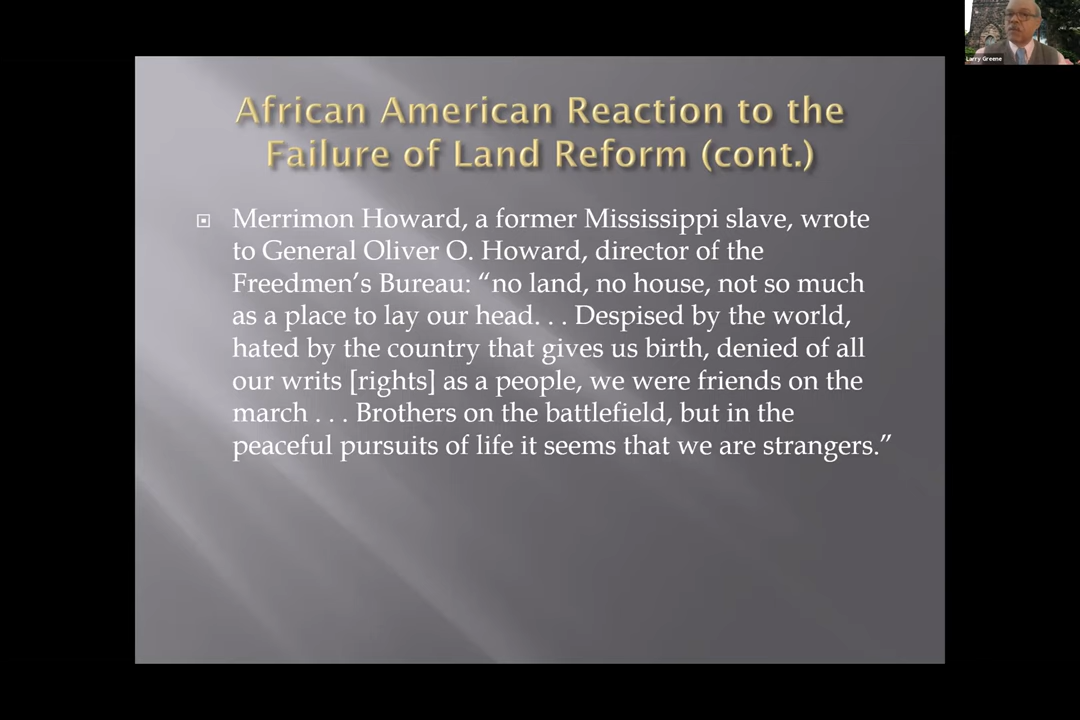 Larry Greene
African American Reaction to the
Failure of Land Reform (cont.)
Merrimon Howard, a former Mississippi slave, wrote
to General Oliver O. Howard, director of the
Freedmen’s Bureau: “no land, no house, not so much
as a place to lay our head. . . Despised by the world,
hated by the country that gives us birth, denied of all
our writs [rights] as a people, we were friends on the
march . . . Brothers on the battlefield, but in the
peaceful pursuits of life it seems that we are strangers.”